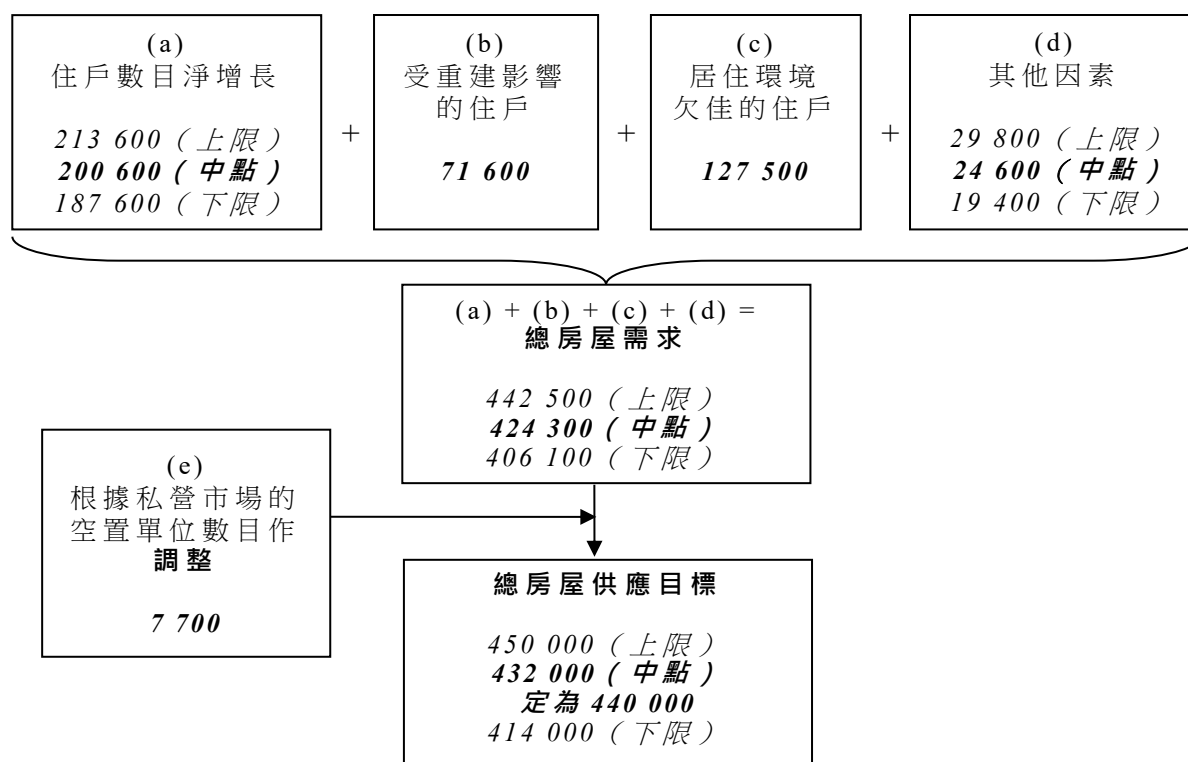 (a)
住戶數目淨增長
213 600（上限）
200 600（中點）
187 600（下限）
+
(b)
受重建影響
的住戶
71 600
+
(c)
居住環境
欠佳的住戶
127 500
+
(d)
其他因素
29 800（上限）
24 600（中點）
19 400（下限）
(a) + (b) + (c) + (d) =
總房屋需求
442 500（上限）
424 300（中點）
406 100（下限）
(e)
根據私營市場的
空置單位數目作
調整
7 700
總房屋供應目標
450 000（上限）
432 000（中點）
定為 440 000
414 000（下限）